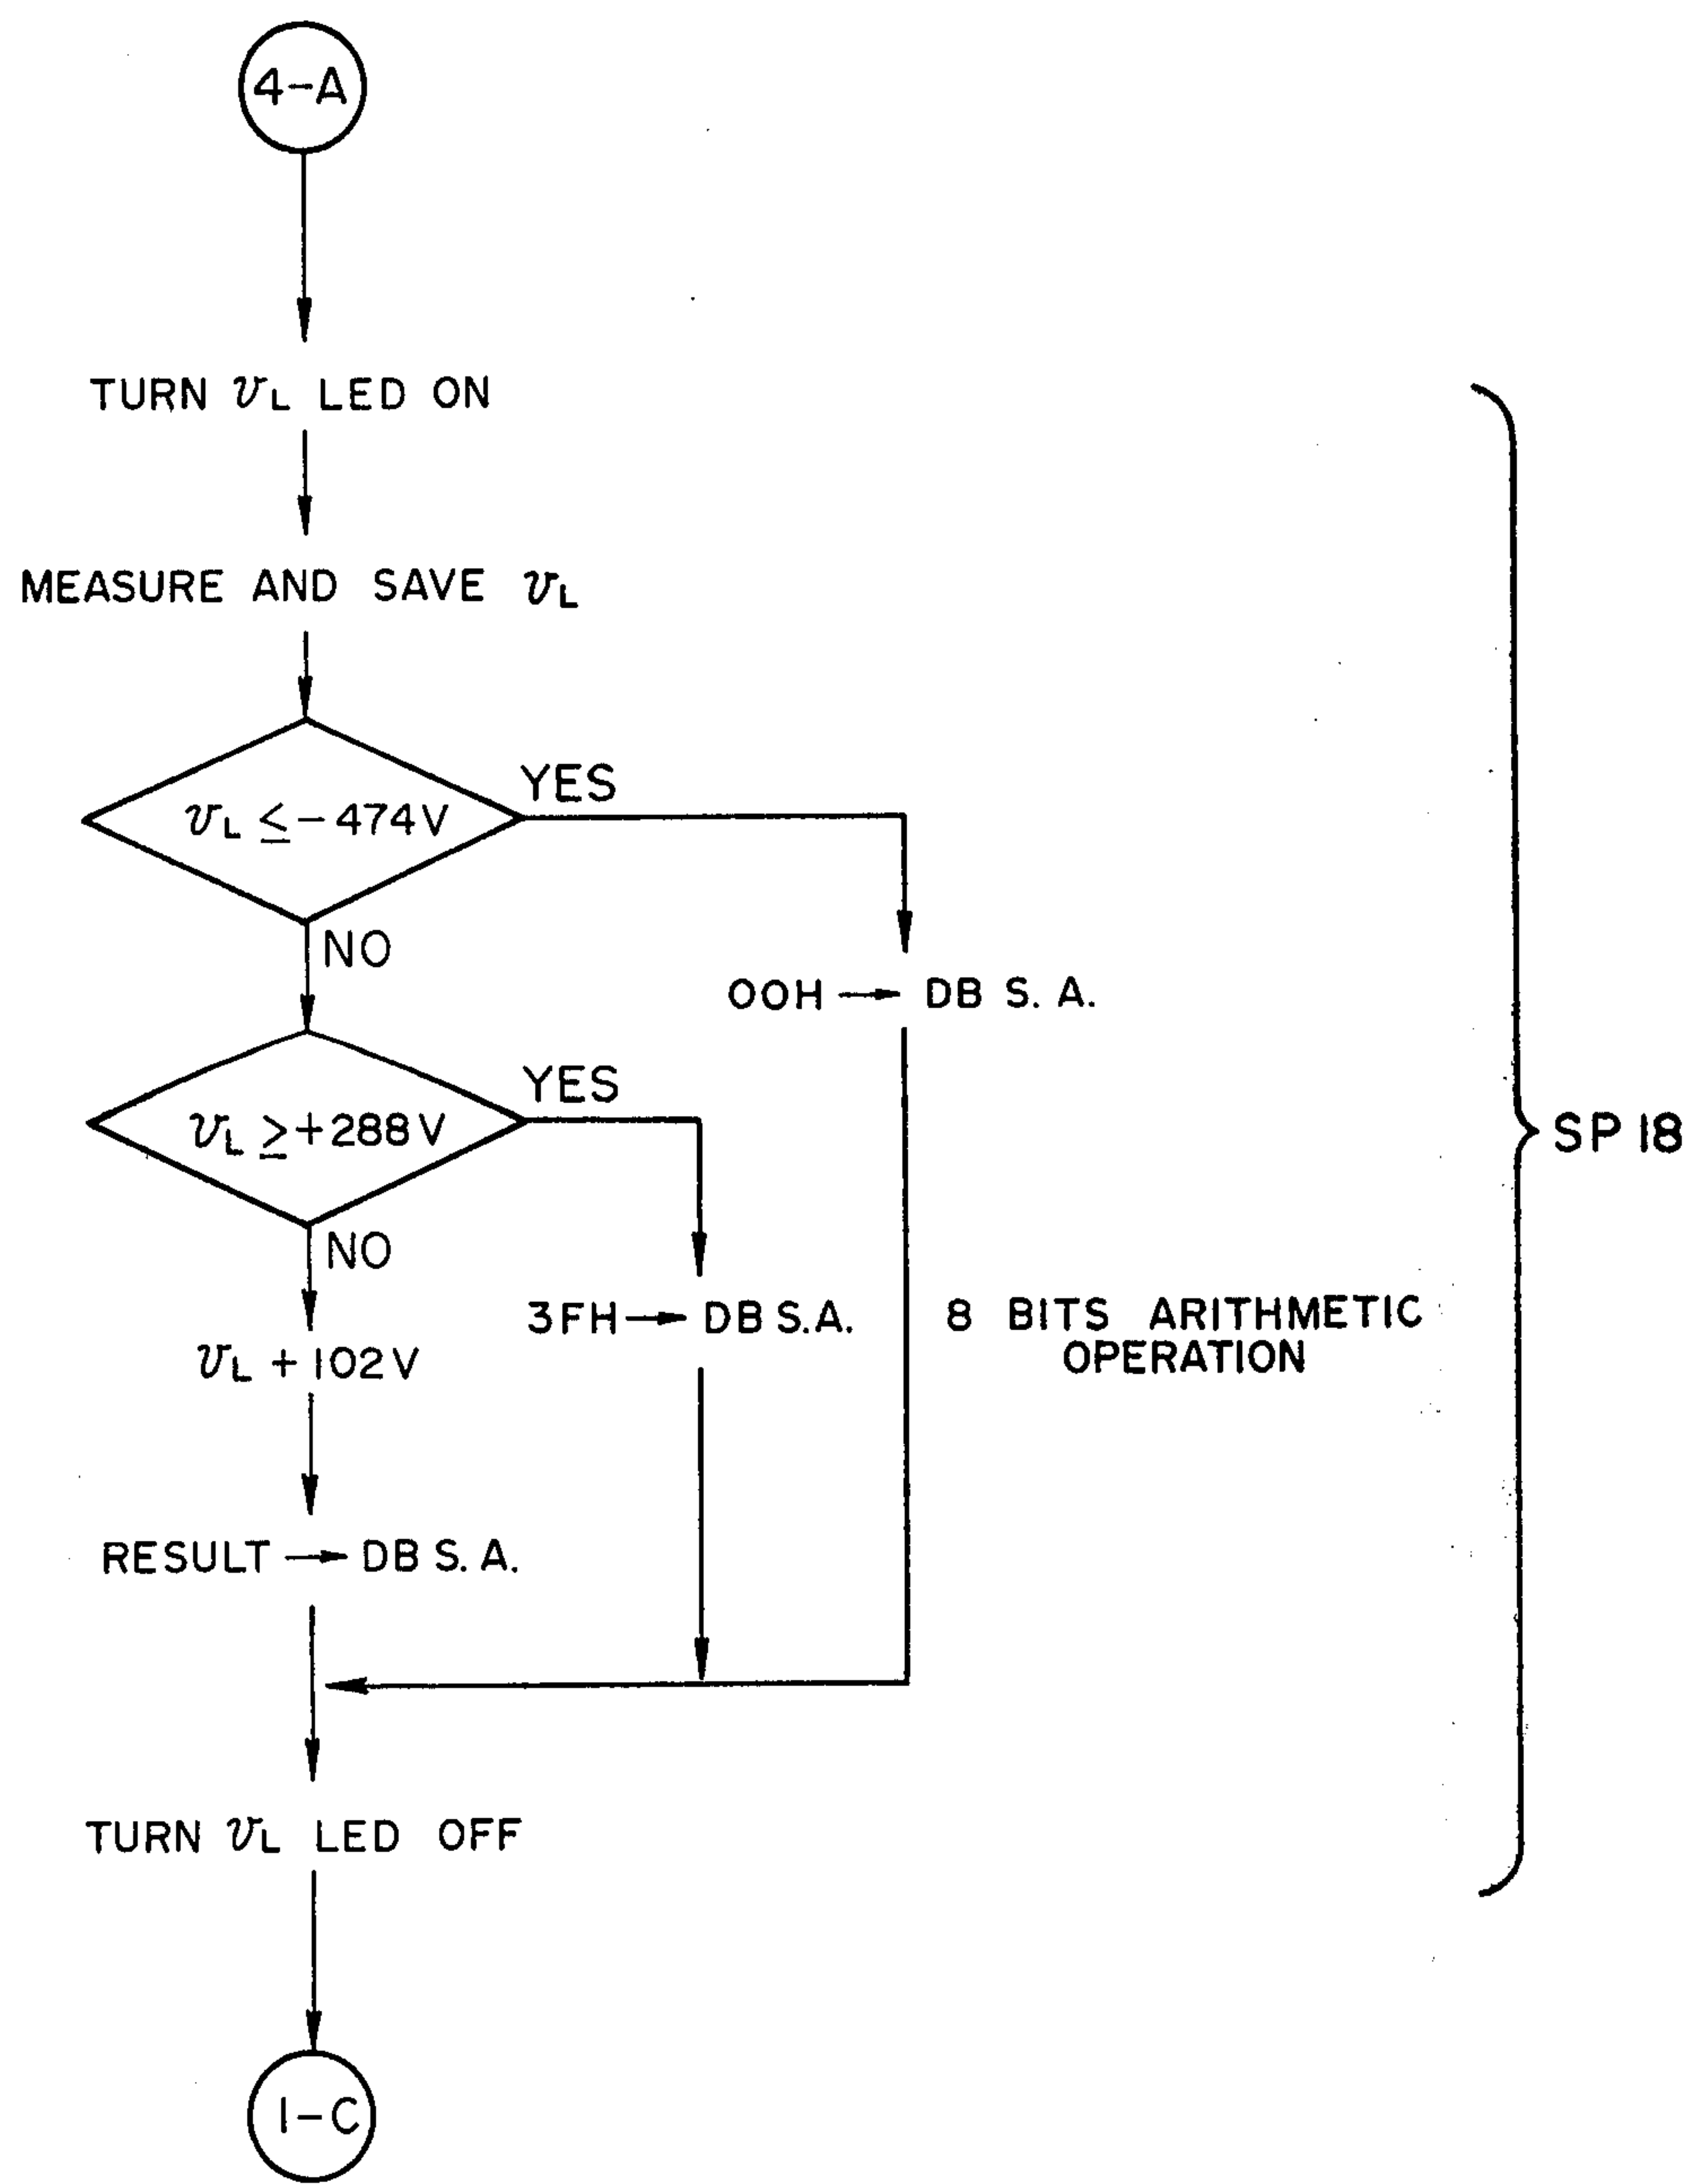 4-A
TURN vL LED ON
MEASURE AND SAVE vL
vL ≤ -474V
YES
NO
OOH → DB S. A.
vL ≥ +288V
YES
NO
3FH → DB S.A.
8 BITS ARITHMETIC
OPERATION
vL + 102V
RESULT → DB S. A.
TURN vL LED OFF
1-C
SP 18